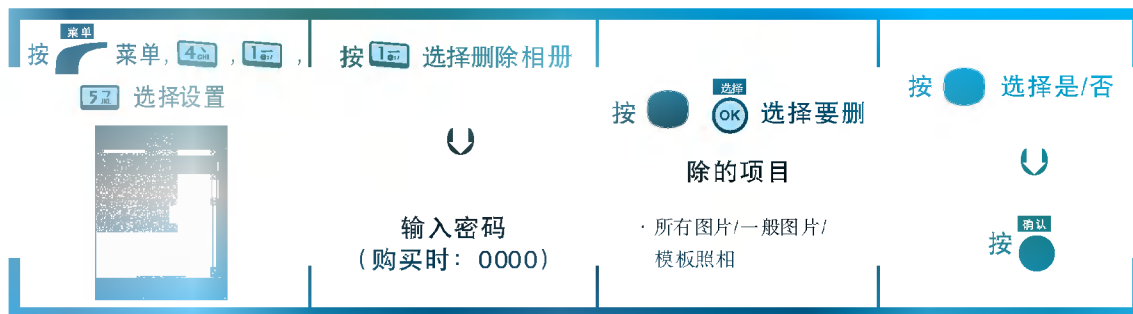 菜单
按 菜单, 4 , 1 ,
5 选择设置
按 1 选择删除相册
输入密码
(购买时: 0000)
选择
按 OK 选择要删
除的项目
·所有图片/一般图片/
模板照相
按 选择是/否
确认
按